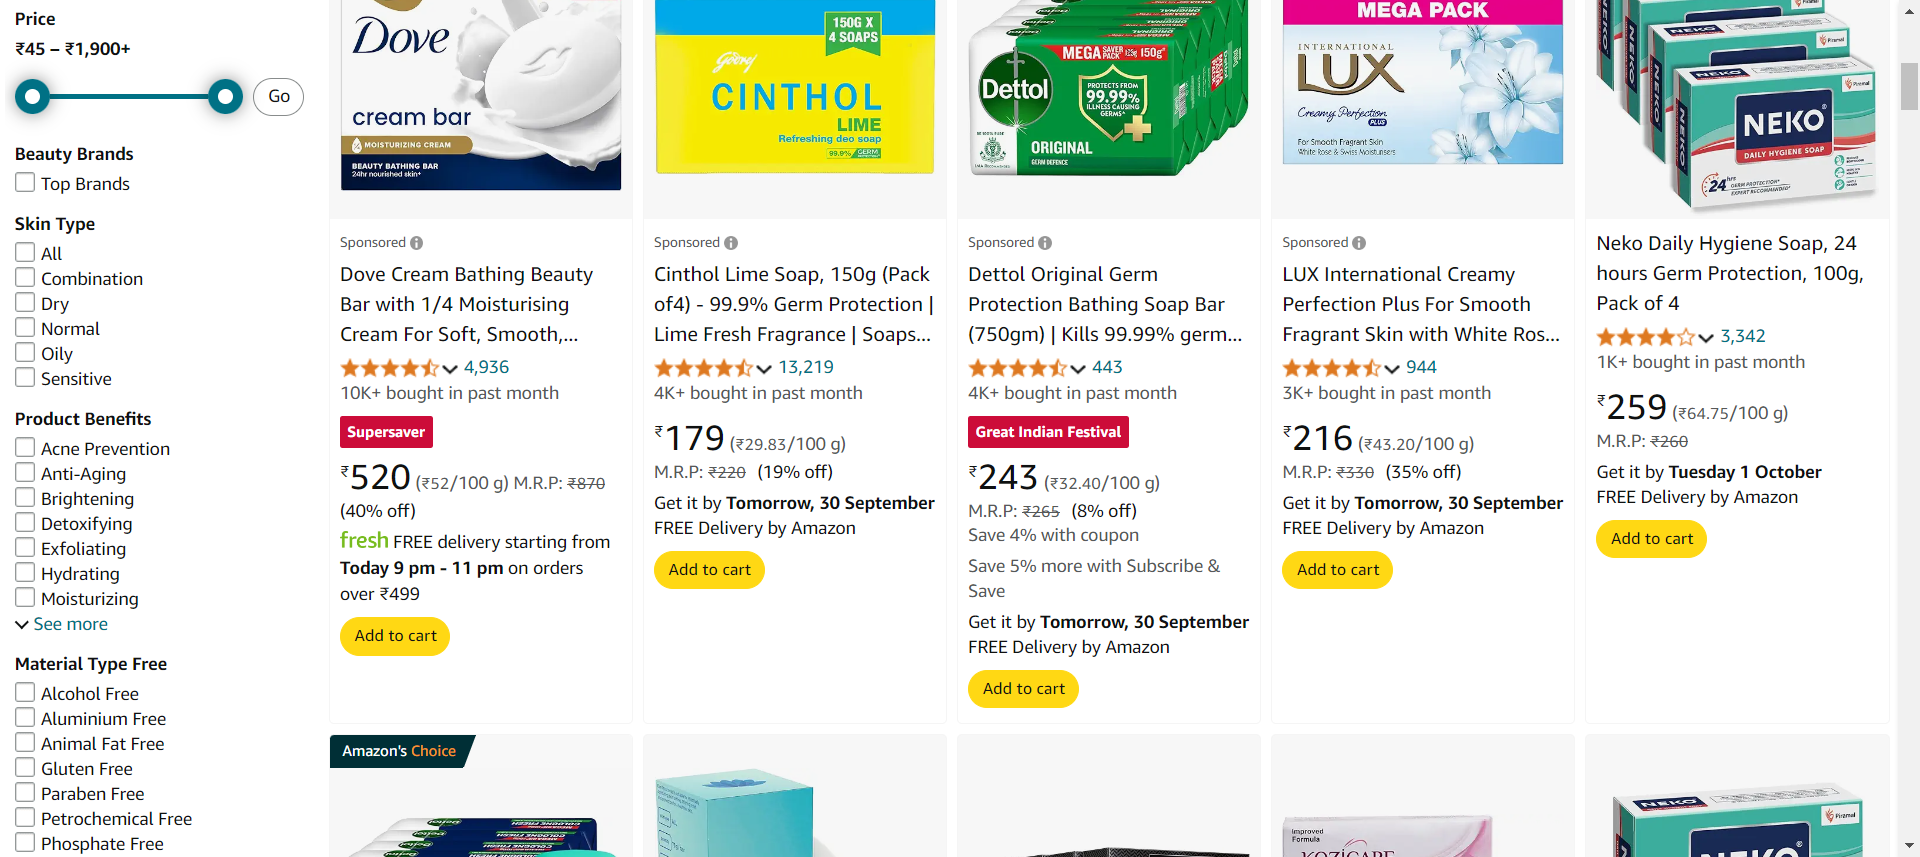 Price
₹45 – ₹1,900+
Go
Beauty Brands
Top Brands
Skin Type
All
Combination
Dry
Normal
Oily
Sensitive
Product Benefits
Acne Prevention
Anti-Aging
Brightening
Detoxifying
Exfoliating
Hydrating
Moisturizing
See more
Material Type Free
Alcohol Free
Aluminium Free
Animal Fat Free
Gluten Free
Paraben Free
Petrochemical Free
Phosphate Free
Dove
cream bar
MOISTURIZING CREAM
BEAUTY BATHING BAR
24hr nourished skin+
Sponsored
Dove Cream Bathing Beauty
Bar with 1/4 Moisturising
Cream For Soft, Smooth,...
4,936
10K+ bought in past month
Supersaver
₹520 (₹52/100 g) M.R.P: ₹870
(40% off)
fresh FREE delivery starting from
Today 9 pm - 11 pm on orders
over ₹499
Add to cart
150G X
4 SOAPS
Godrej
CINTHOL
LIME
Refreshing deo soap
99.9% GERM
Sponsored
Cinthol Lime Soap, 150g (Pack
of4) - 99.9% Germ Protection |
Lime Fresh Fragrance | Soaps...
13,219
4K+ bought in past month
₹179 (₹29.83/100 g)
M.R.P: ₹220 (19% off)
Get it by Tomorrow, 30 September
FREE Delivery by Amazon
Add to cart
MEGA SAVER PACK 150g
Dettol
PROTECTS FROM
99.99%
ILLNESS CAUSING
GERMS
ORIGINAL
GERM DEFENCE
Sponsored
Dettol Original Germ
Protection Bathing Soap Bar
(750gm) | Kills 99.99% germ...
443
4K+ bought in past month
Great Indian Festival
₹243 (₹32.40/100 g)
M.R.P: ₹265 (8% off)
Save 4% with coupon
Save 5% more with Subscribe &
Save
Get it by Tomorrow, 30 September
FREE Delivery by Amazon
Add to cart
MEGA PACK
INTERNATIONAL
LUX
Creamy Perfection
PLUS
For Smooth Fragrant Skin
White Rose & Swiss Moisturisers
Sponsored
LUX International Creamy
Perfection Plus For Smooth
Fragrant Skin with White Ros...
944
3K+ bought in past month
₹216 (₹43.20/100 g)
M.R.P: ₹330 (35% off)
Get it by Tomorrow, 30 September
FREE Delivery by Amazon
Add to cart
NEKO
Piramal
NEKO
DAILY HYGIENE SOAP
24 hrs
GERM PROTECTION*
EXPERT RECOMMENDED*
Neko Daily Hygiene Soap, 24
hours Germ Protection, 100g,
Pack of 4
3,342
1K+ bought in past month
₹259 (₹64.75/100 g)
M.R.P: ₹260
Get it by Tuesday 1 October
FREE Delivery by Amazon
Add to cart
Amazon's Choice
Dettol
COLOGNE FRESH
Improved
Formula
KOZICARE
NEKO
Piramal
NEKO